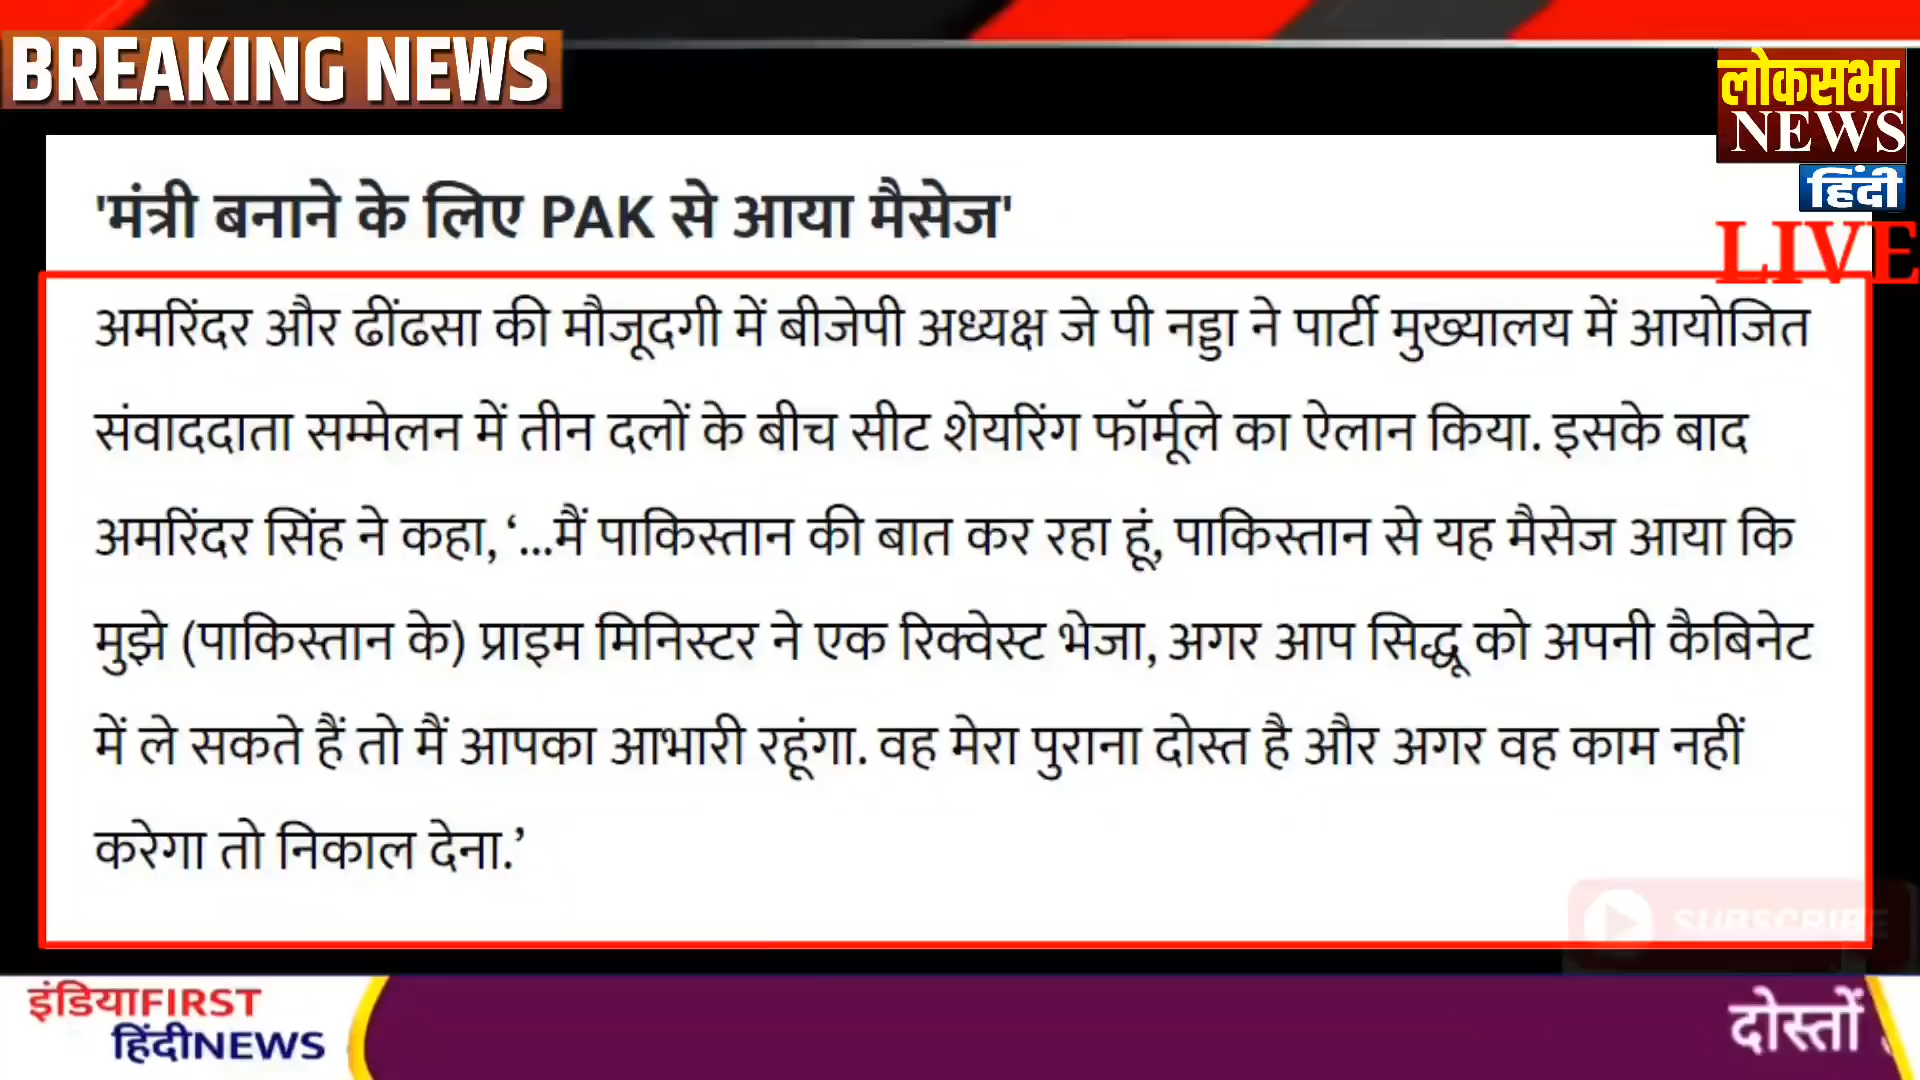 BREAKING NEWS
लोकसभा
NEWS
हिंदी
LIVE
'मंत्री बनाने के लिए PAK से आया मैसेज'
अमरिंदर और ढींढसा की मौजूदगी में बीजेपी अध्यक्ष जे पी नड्डा ने पार्टी मुख्यालय में आयोजित
संवाददाता सम्मेलन में तीन दलों के बीच सीट शेयरिंग फॉर्मूले का ऐलान किया. इसके बाद
अमरिंदर सिंह ने कहा, ‘...मैं पाकिस्तान की बात कर रहा हूं, पाकिस्तान से यह मैसेज आया कि
मुझे (पाकिस्तान के) प्राइम मिनिस्टर ने एक रिक्वेस्ट भेजा, अगर आप सिद्धू को अपनी कैबिनेट
में ले सकते हैं तो मैं आपका आभारी रहूंगा. वह मेरा पुराना दोस्त है और अगर वह काम नहीं
करेगा तो निकाल देना.’
SUBSCRIBE
इंडियाFIRST
हिंदीNEWS
दोस्तों